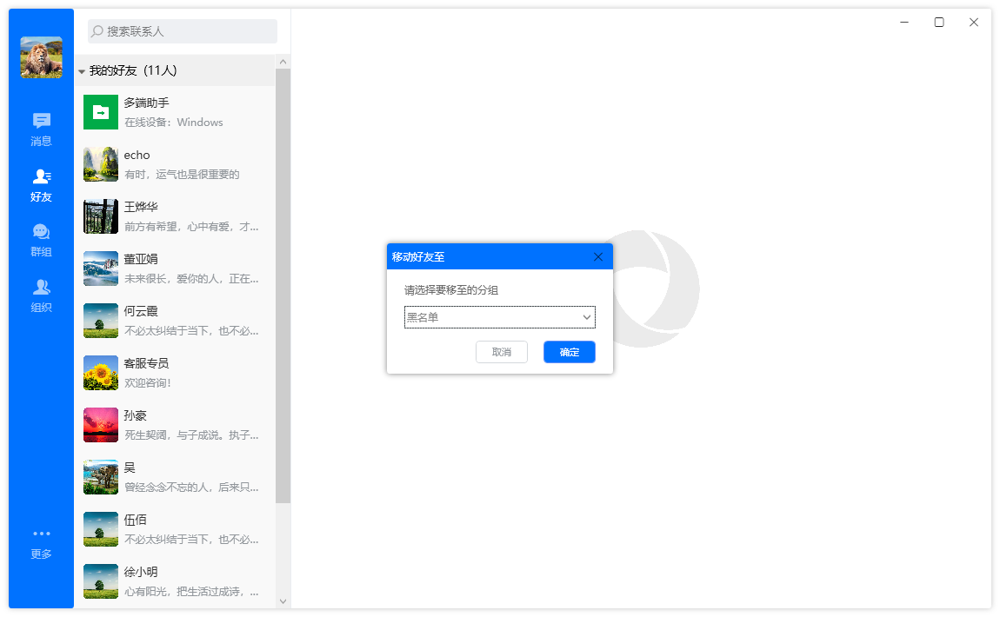 搜索联系人
我的好友（11人）
多端助手
在线设备：Windows
echo
有时，运气也是很重要的
王烨华
前方有希望，心中有爱，才...
董亚娟
未来很长，爱你的人，正在...
何云霞
不必太纠结于当下，也不必...
客服专员
欢迎咨询！
孙豪
死生契阔，与子成说。执子...
吴
曾经念念不忘的人，后来只...
伍佰
不必太纠结于当下，也不必...
徐小明
心有阳光，把生活过成诗，...
消息
好友
群组
组织
更多
移动好友至
请选择要移至的分组
黑名单
取消
确定